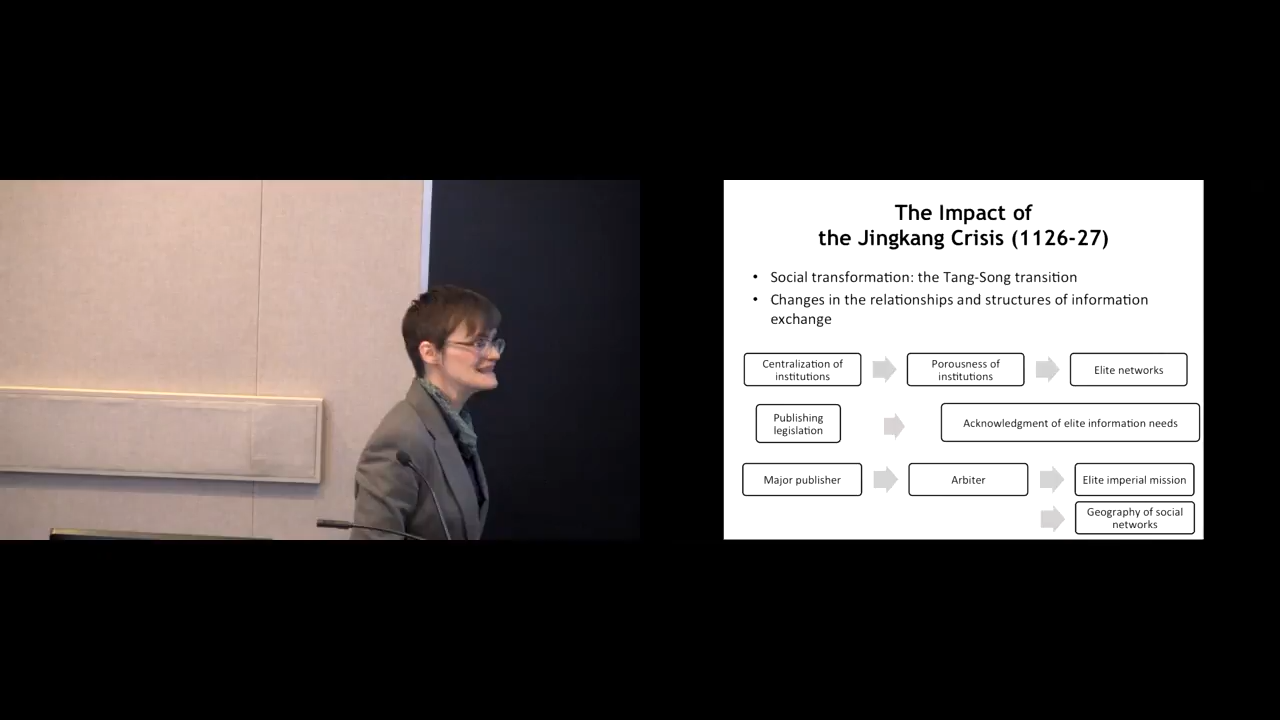 The Impact of
the Jingkang Crisis (1126-27)
• Social transformation: the Tang-Song transition
• Changes in the relationships and structures of information
exchange
Centralization of
institutions
Porousness of
institutions
Elite networks
Publishing
legislation
Acknowledgment of elite information needs
Major publisher
Arbiter
Elite imperial mission
Geography of social
networks